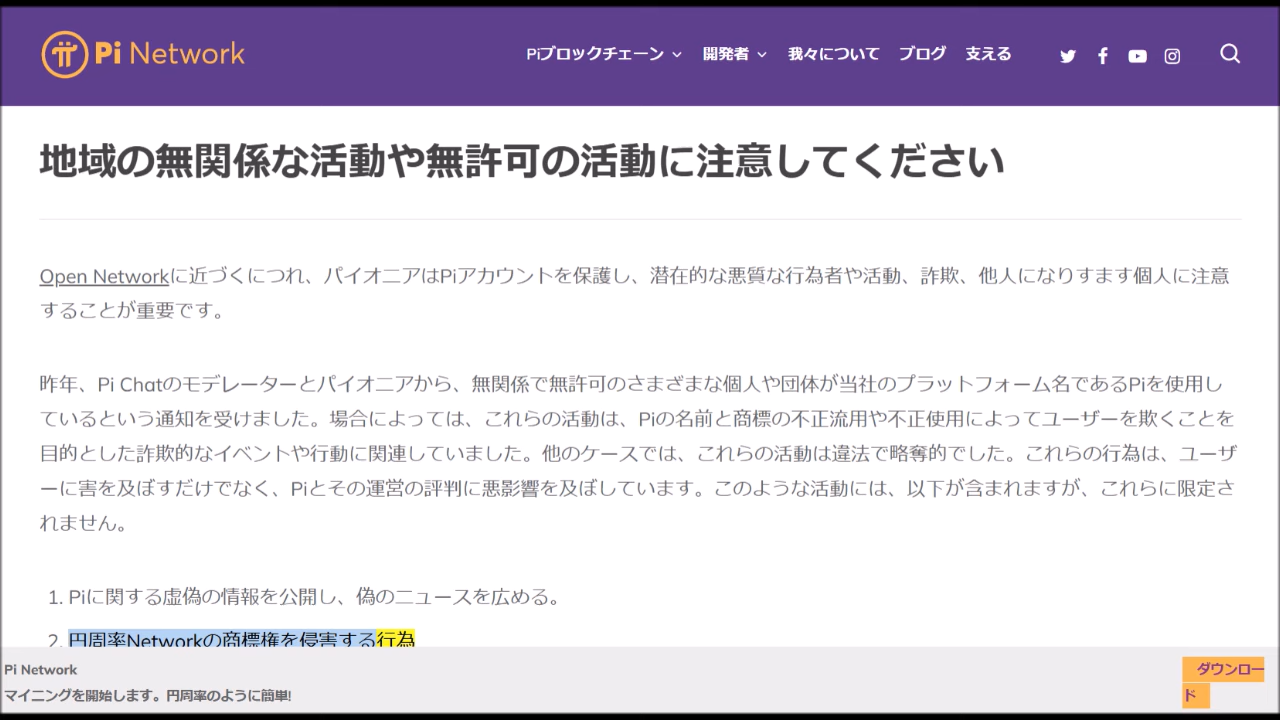 Pi Network
Piブロックチェーン 開発者 我々について ブログ 支える
地域の無関係な活動や無許可の活動に注意してください
Open Networkに近づくにつれ、パイオニアはPiアカウントを保護し、潜在的な悪質な行為者や活動、詐欺、他人になりすます個人に注意
することが重要です。
昨年、Pi Chatのモデレーターとパイオニアから、無関係で無許可のさまざまな個人や団体が当社のプラットフォーム名であるPiを使用し
ているという通知を受けました。場合によっては、これらの活動は、Piの名前と商標の不正流用や不正使用によってユーザーを欺くことを
目的とした詐欺的なイベントや行動に関連していました。他のケースでは、これらの活動は違法で略奪的でした。これらの行為は、ユーザ
ーに害を及ぼすだけでなく、Piとその運営の評判に悪影響を及ぼしています。このような活動には、以下が含まれますが、これらに限定さ
れません。
1. Piに関する虚偽の情報を公開し、偽のニュースを広める。
2. 円周率Networkの商標権を侵害する行為
Pi Network
マイニングを開始します。円周率のように簡単!
ダウンロー
ド